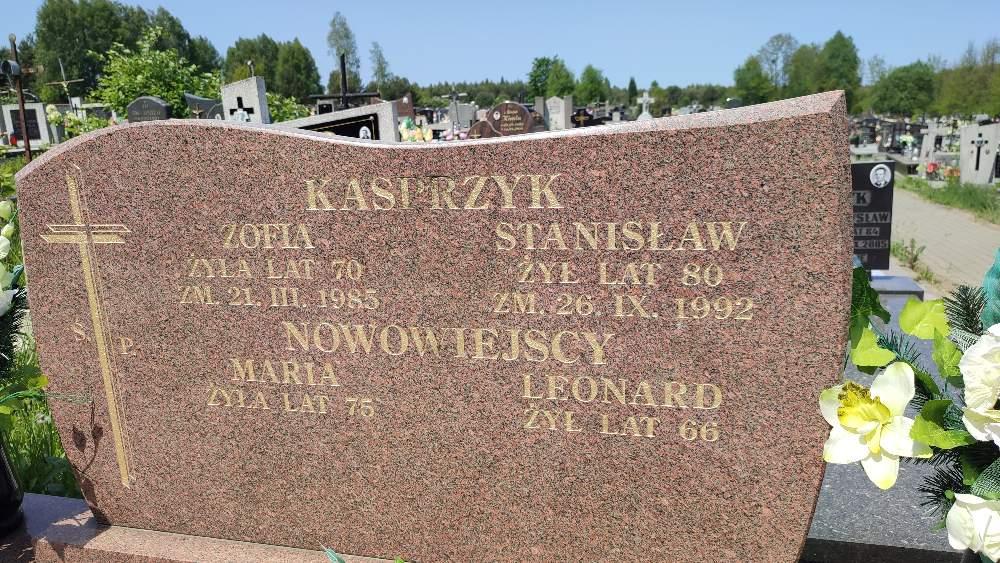 KASPRZYK
ZOFIA
ŻYŁA LAT 70
ZM. 21. III. 1985
STANISŁAW
ŻYŁ LAT 80
ZM. 26. IX. 1992
NOWOWIEJSCY
MARIA
ŻYŁA LAT 75
LEONARD
ŻYŁ LAT 66
Ś. P.